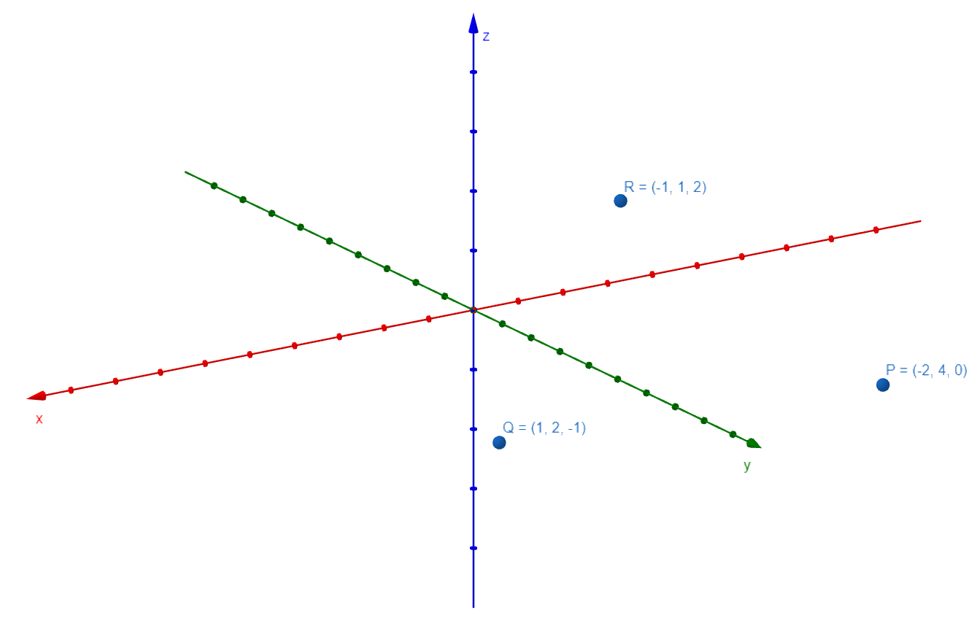 z
R = (-1, 1, 2)
P = (-2, 4, 0)
x
Q = (1, 2, -1)
y